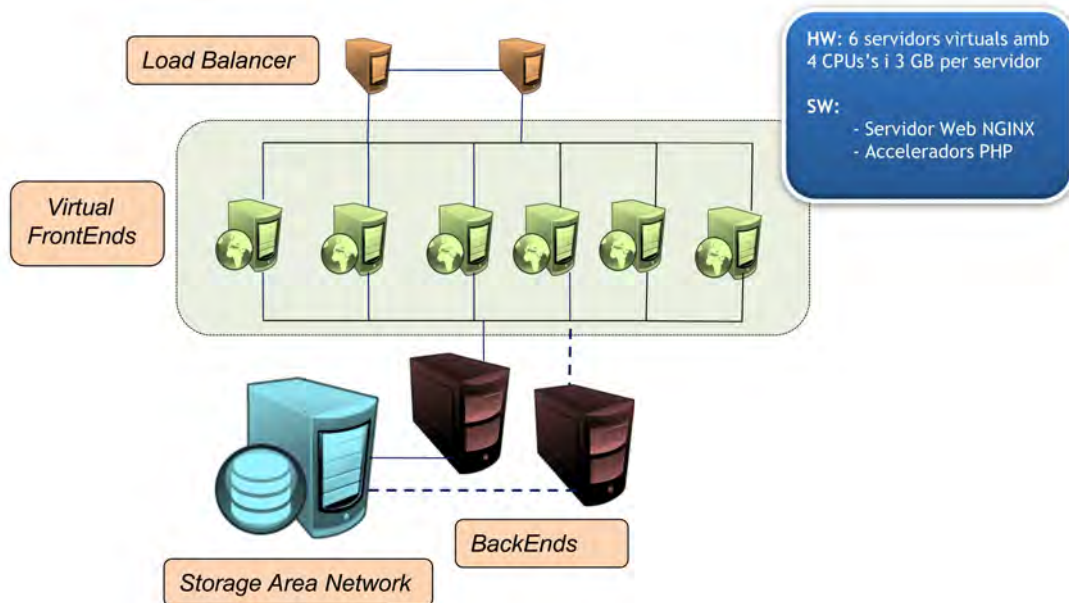 Load Balancer
HW: 6 servidors virtuals amb
4 CPUs's i 3 GB per servidor
SW:
- Servidor Web NGINX
- Acceleradors PHP
Virtual
FrontEnds
BackEnds
Storage Area Network